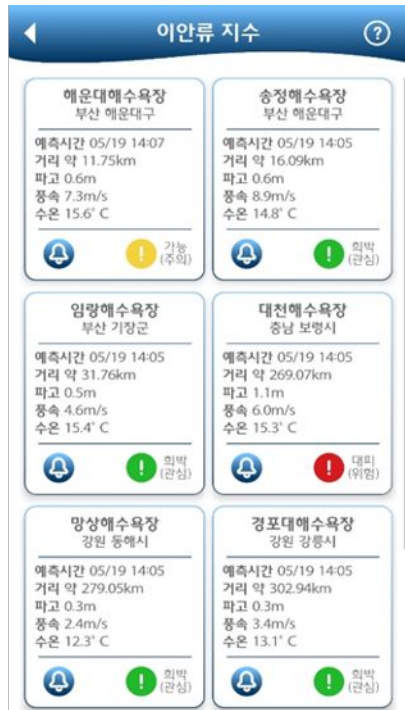 이안류 지수
?
해운대해수욕장
부산 해운대구
예측시간 05/19 14:07
거리 약 11.75km
파고 0.6m
풍속 7.3m/s
수온 15.6° C
!
가능
(주의)
송정해수욕장
부산 해운대구
예측시간 05/19 14:05
거리 약 16.09km
파고 0.6m
풍속 8.9m/s
수온 14.8° C
!
희박
(관심)
임랑해수욕장
부산 기장군
예측시간 05/19 14:05
거리 약 31.76km
파고 0.5m
풍속 4.6m/s
수온 15.4° C
!
희박
(관심)
대천해수욕장
충남 보령시
예측시간 05/19 14:05
거리 약 269.07km
파고 1.1m
풍속 6.0m/s
수온 15.3° C
!
대피
(위험)
망상해수욕장
강원 동해시
예측시간 05/19 14:05
거리 약 279.05km
파고 0.3m
풍속 2.4m/s
수온 12.3° C
!
희박
(관심)
경포대해수욕장
강원 강릉시
예측시간 05/19 14:05
거리 약 302.94km
파고 0.3m
풍속 3.4m/s
수온 13.1° C
!
희박
(관심)